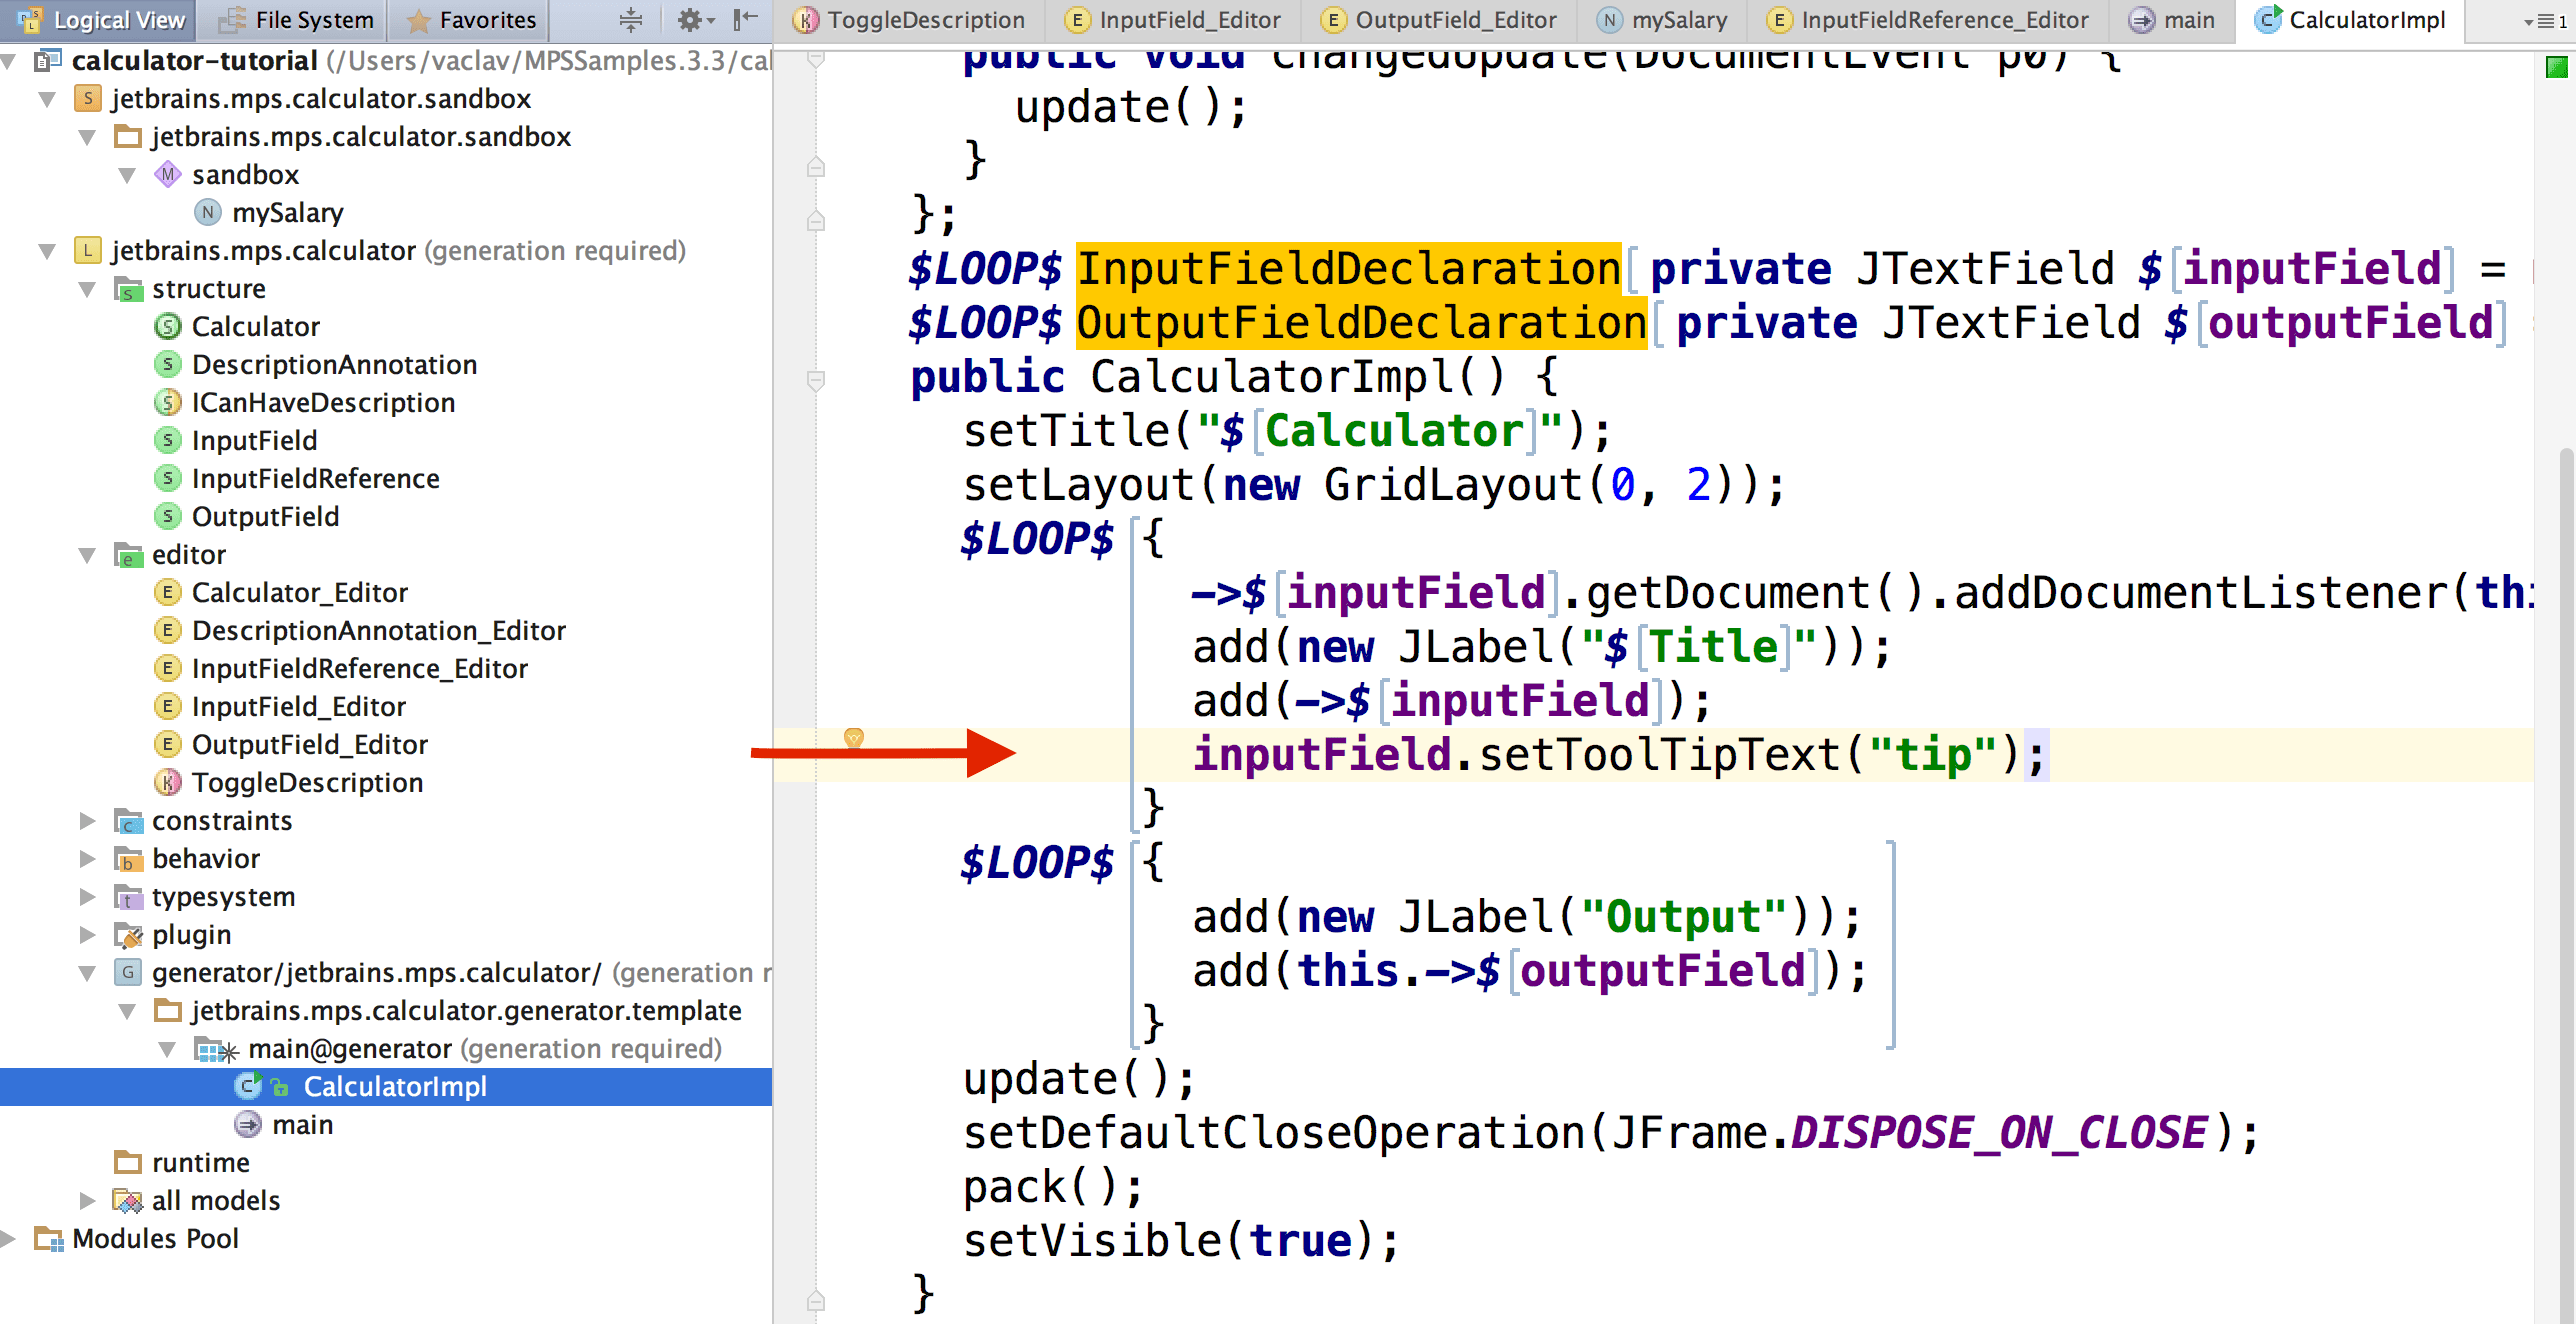 Logical View File System Favorites
ToggleDescription InputField_Editor OutputField_Editor mySalary InputFieldReference_Editor main CalculatorImpl 1
calculator-tutorial (/Users/vaclav/MPSSamples.3.3/cal
jetbrains.mps.calculator.sandbox
jetbrains.mps.calculator.sandbox
sandbox
mySalary
jetbrains.mps.calculator (generation required)
structure
Calculator
DescriptionAnnotation
ICanHaveDescription
InputField
InputFieldReference
OutputField
editor
Calculator_Editor
DescriptionAnnotation_Editor
InputFieldReference_Editor
InputField_Editor
OutputField_Editor
ToggleDescription
constraints
behavior
typesystem
plugin
generator/jetbrains.mps.calculator/ (generation r
jetbrains.mps.calculator.generator.template
main@generator (generation required)
CalculatorImpl
main
runtime
all models
Modules Pool
public void changedUpdate(DocumentEvent p0) {
update();
}
};
$LOOP$ InputFieldDeclaration[ private JTextField $[inputField] =
$LOOP$ OutputFieldDeclaration[ private JTextField $[outputField]
public CalculatorImpl() {
setTitle("$[Calculator]");
setLayout(new GridLayout(0, 2));
$LOOP$ [{
->$[inputField].getDocument().addDocumentListener(thi
add(new JLabel("$[Title]"));
add(->$[inputField]);
inputField.setToolTipText("tip");
}
$LOOP$ [{
add(new JLabel("Output"));
add(this.->$[outputField]);
}]
update();
setDefaultCloseOperation(JFrame.DISPOSE_ON_CLOSE);
pack();
setVisible(true);
}